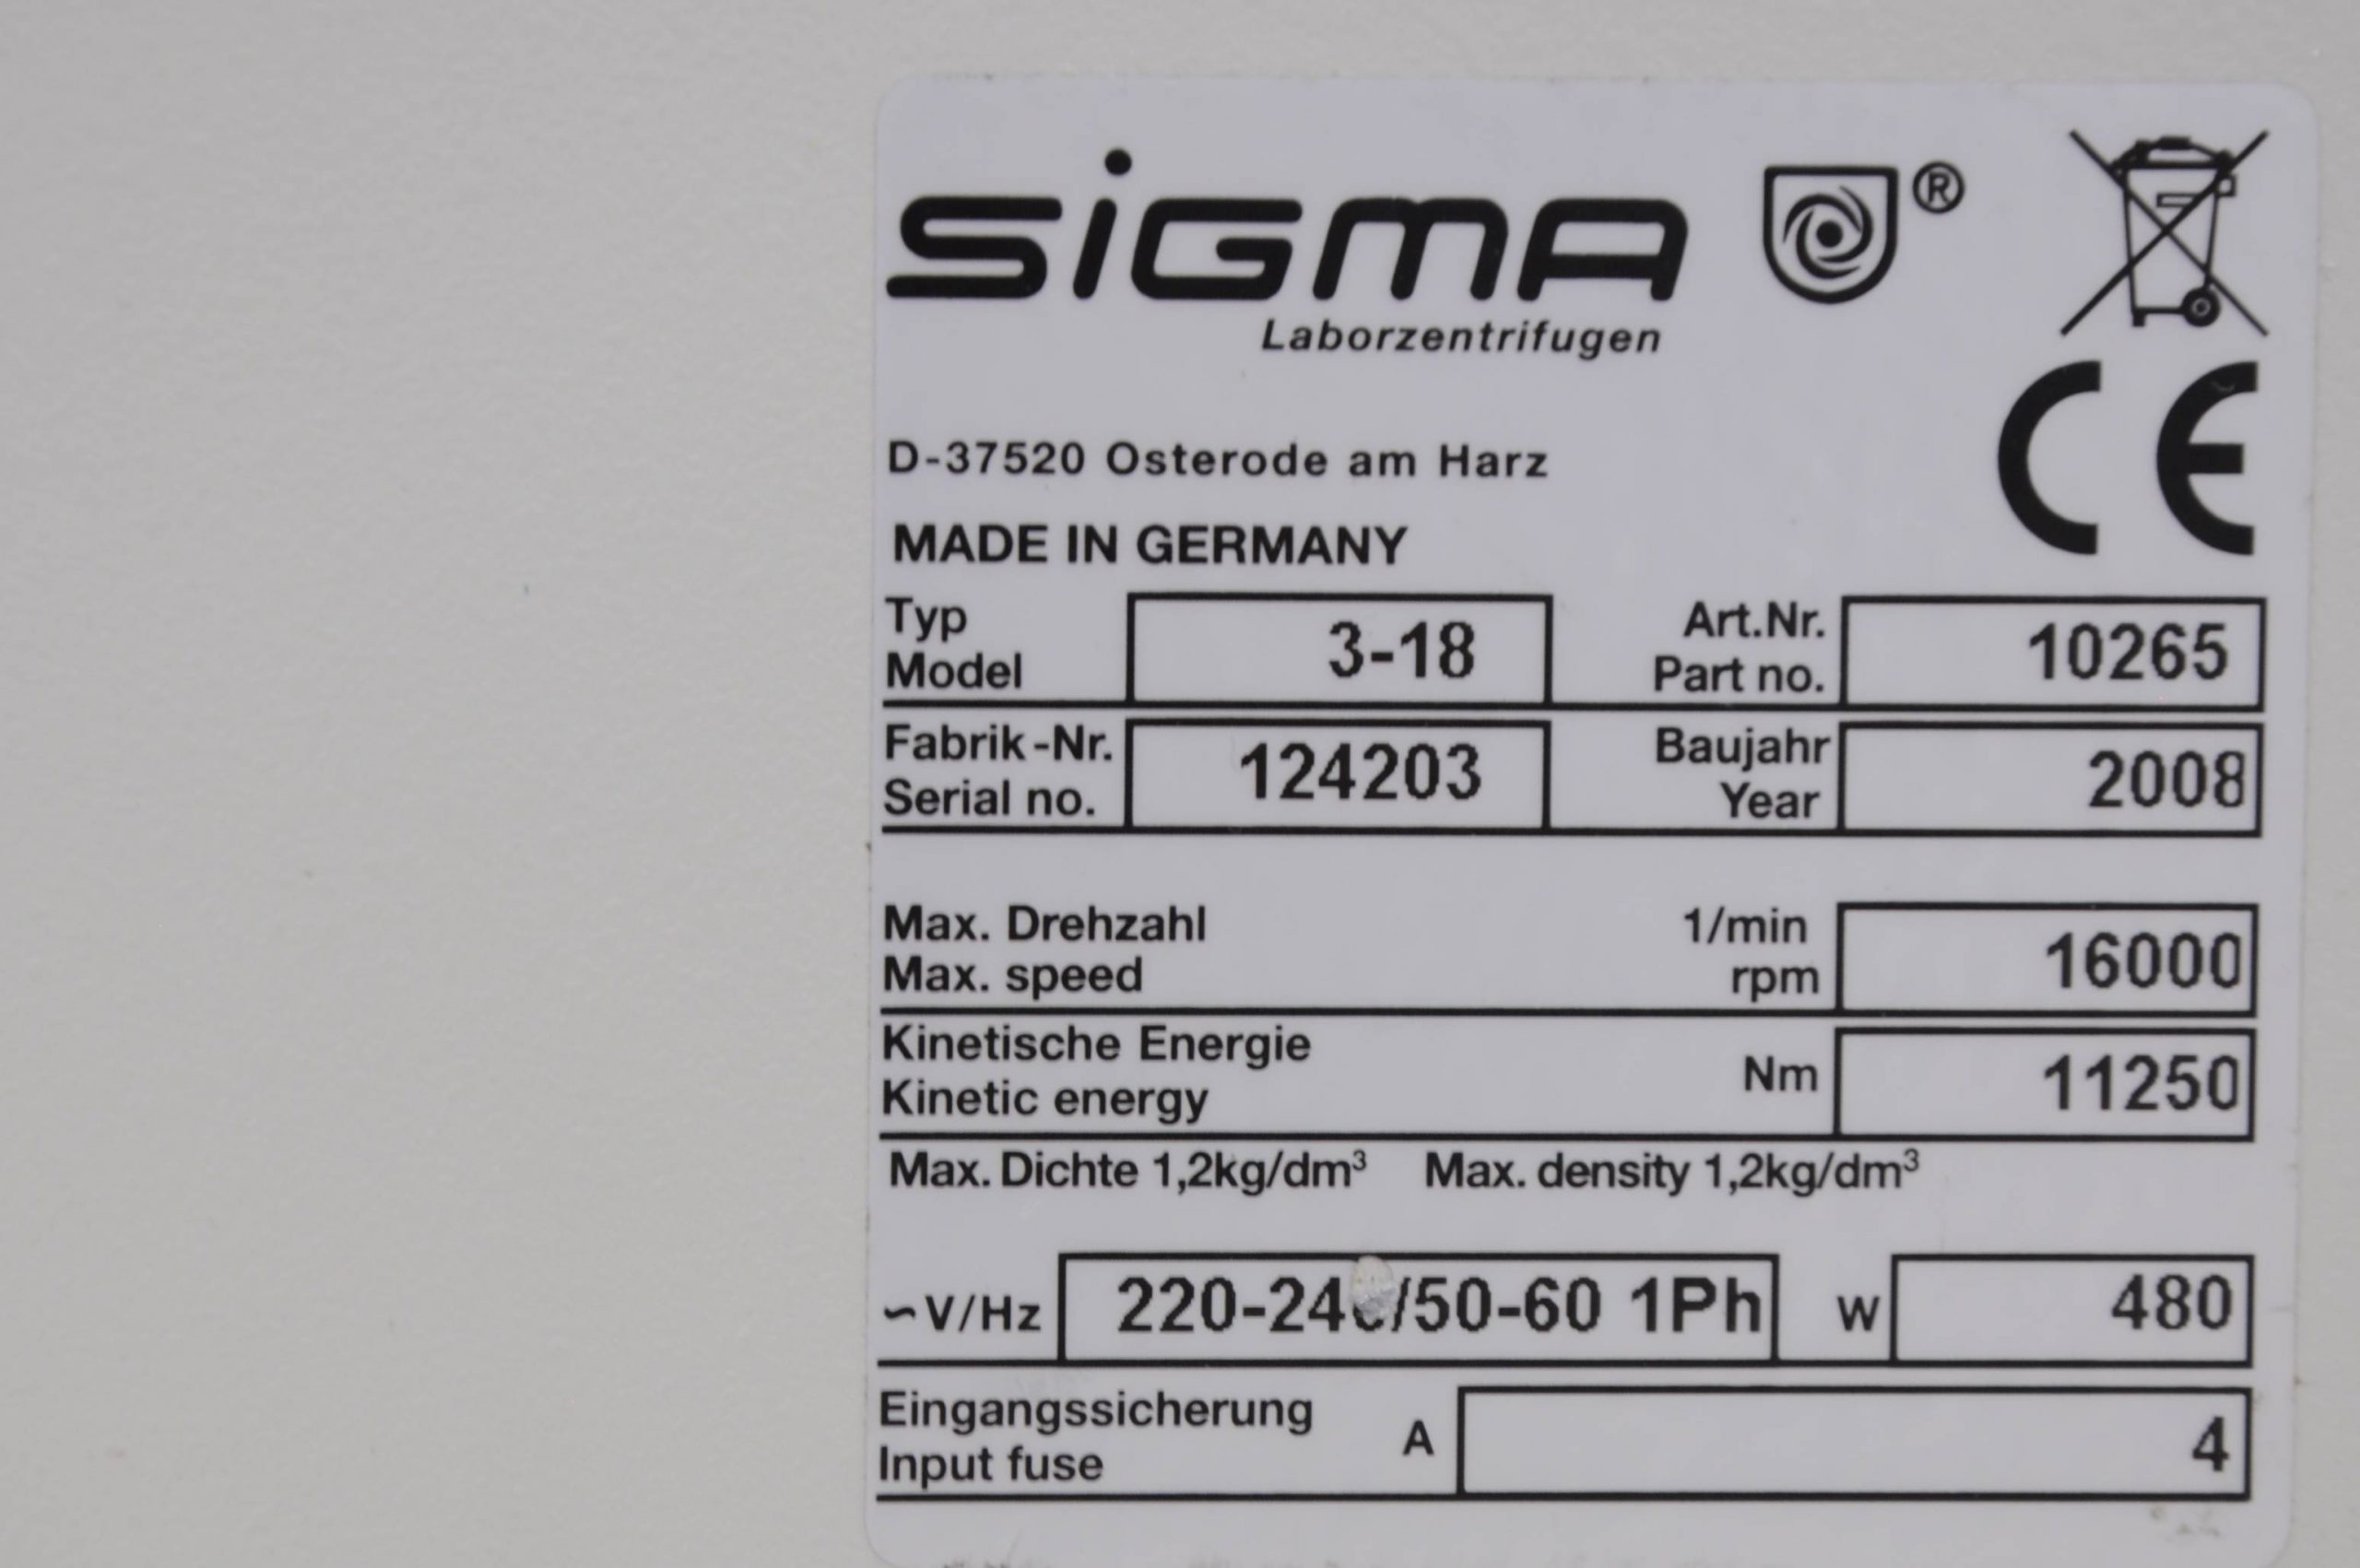 SIGMA ®
Laborzentrifugen
D-37520 Osterode am Harz
CE
MADE IN GERMANY
Typ
Model
3-18
Art.Nr.
Part no.
10265
Fabrik-Nr.
Serial no.
124203
Baujahr
Year
2008
Max. Drehzahl
Max. speed
1/min
rpm
16000
Kinetische Energie
Kinetic energy
Nm
11250
Max. Dichte 1,2kg/dm³ Max. density 1,2kg/dm³
~V/Hz
220-240/50-60 1Ph
W
480
Eingangssicherung
Input fuse
A
4